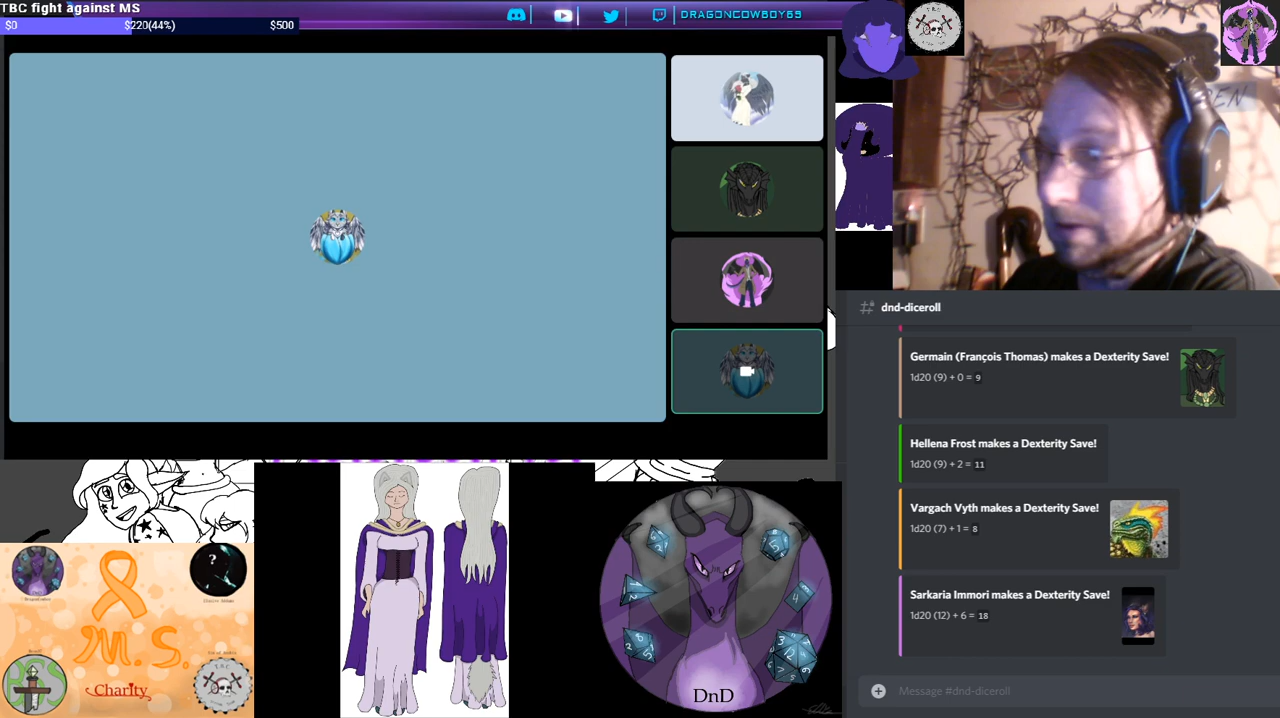 TBC fight against MS
$0
$220(44%)
$500
DRAGONCOWBOY69
T B C
EN
dnd-diceroll
Germain (François Thomas) makes a Dexterity Save!
1d20 (9) + 0 = 9
Hellena Frost makes a Dexterity Save!
1d20 (9) + 2 = 11
Vargach Vyth makes a Dexterity Save!
1d20 (7) + 1 = 8
Sarkaria Immori makes a Dexterity Save!
1d20 (12) + 6 = 18
Message #dnd-diceroll
?
M.S.
Charity
TBC
DnD